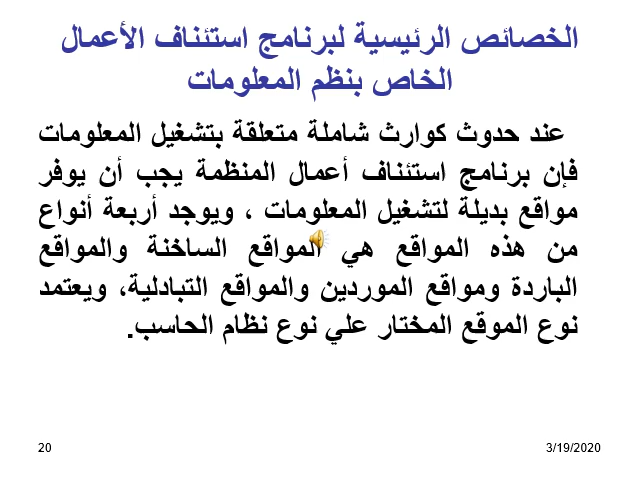 الخصائص الرئيسية لبرنامج استئناف الأعمال
الخاص بنظم المعلومات
عند حدوث كوارث شاملة متعلقة بتشغيل المعلومات
فإن برنامج استئناف أعمال المنظمة يجب أن يوفر
مواقع بديلة لتشغيل المعلومات ، ويوجد أربعة أنواع
من هذه المواقع هي المواقع الساخنة والمواقع
الباردة ومواقع الموردين والمواقع التبادلية، ويعتمد
نوع الموقع المختار علي نوع نظام الحاسب.
20
3/19/2020